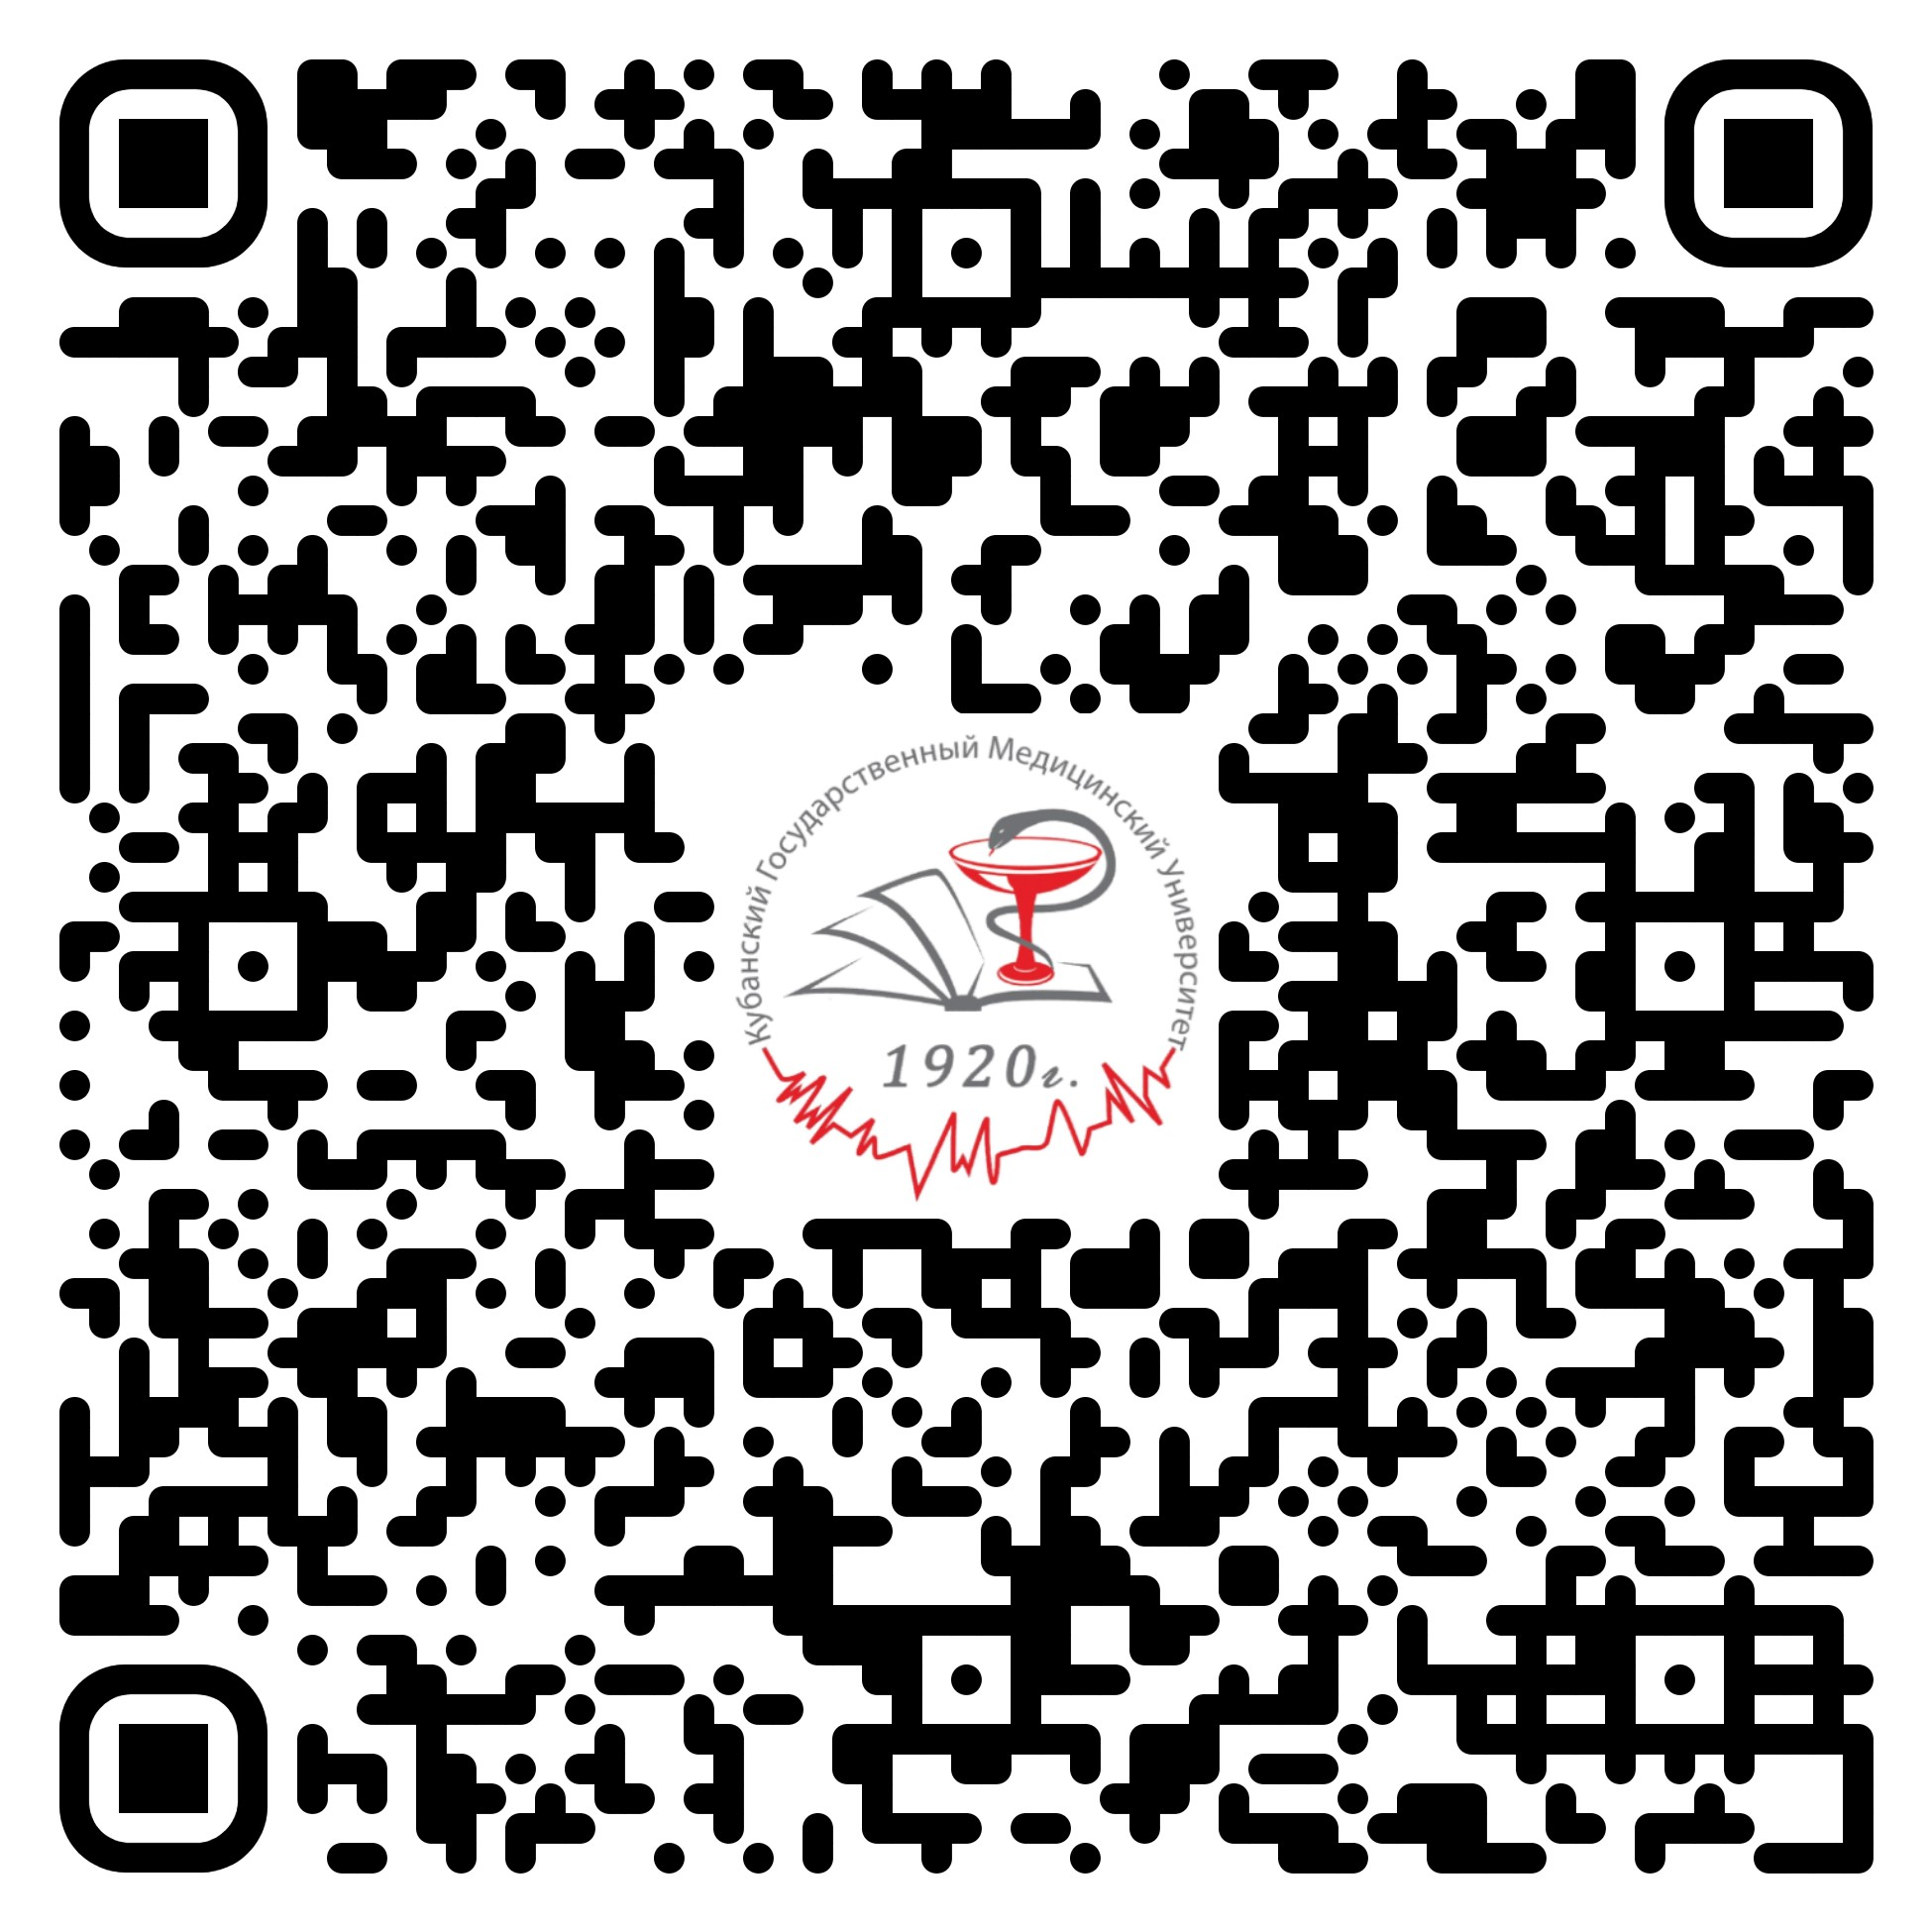 Кубанский Государственный Медицинский Университет
1920г.